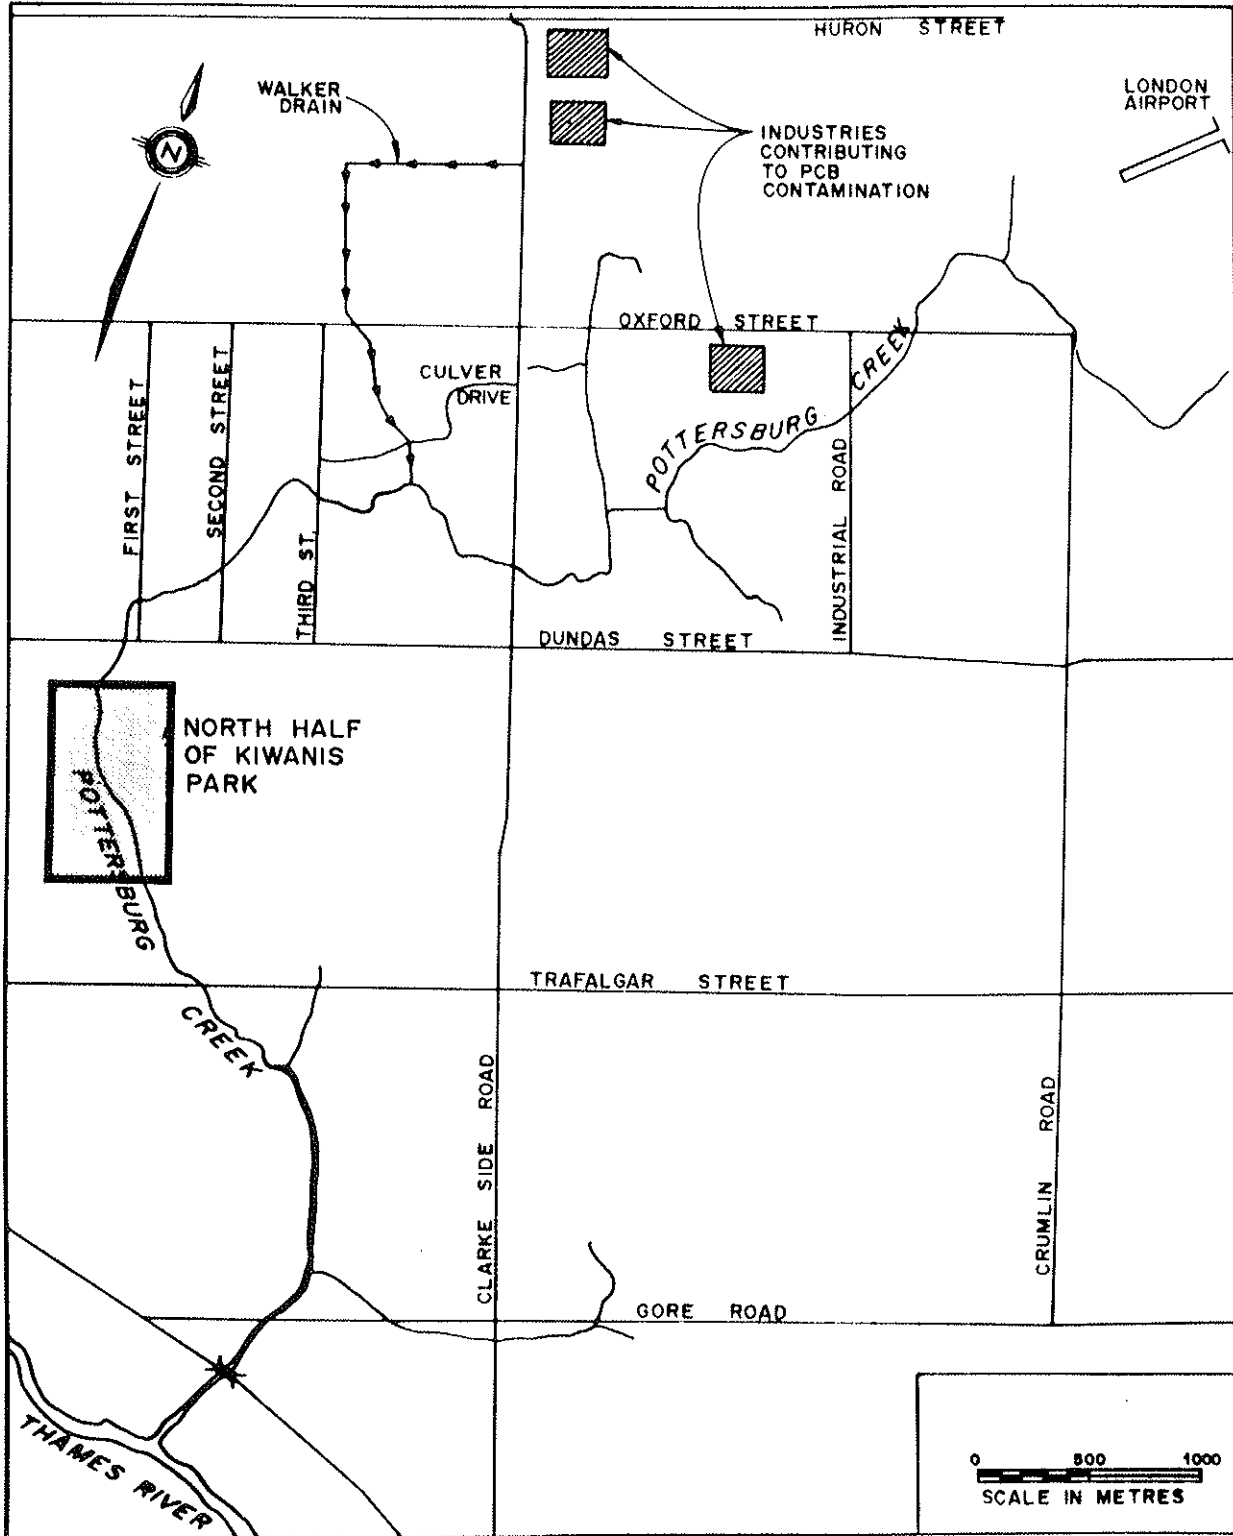 HURON STREET
WALKER
DRAIN
LONDON
AIRPORT
N
INDUSTRIES
CONTRIBUTING
TO PCB
CONTAMINATION
OXFORD STREET
CULVER
DRIVE
FIRST STREET
SECOND STREET
THIRD ST.
POTTERSBURG CREEK
INDUSTRIAL ROAD
DUNDAS STREET
NORTH HALF
OF KIWANIS
PARK
POTTERSBURG
CREEK
TRAFALGAR STREET
CLARKE SIDE ROAD
CRUMLIN ROAD
GORE ROAD
THAMES RIVER
0 500 1000
SCALE IN METRES